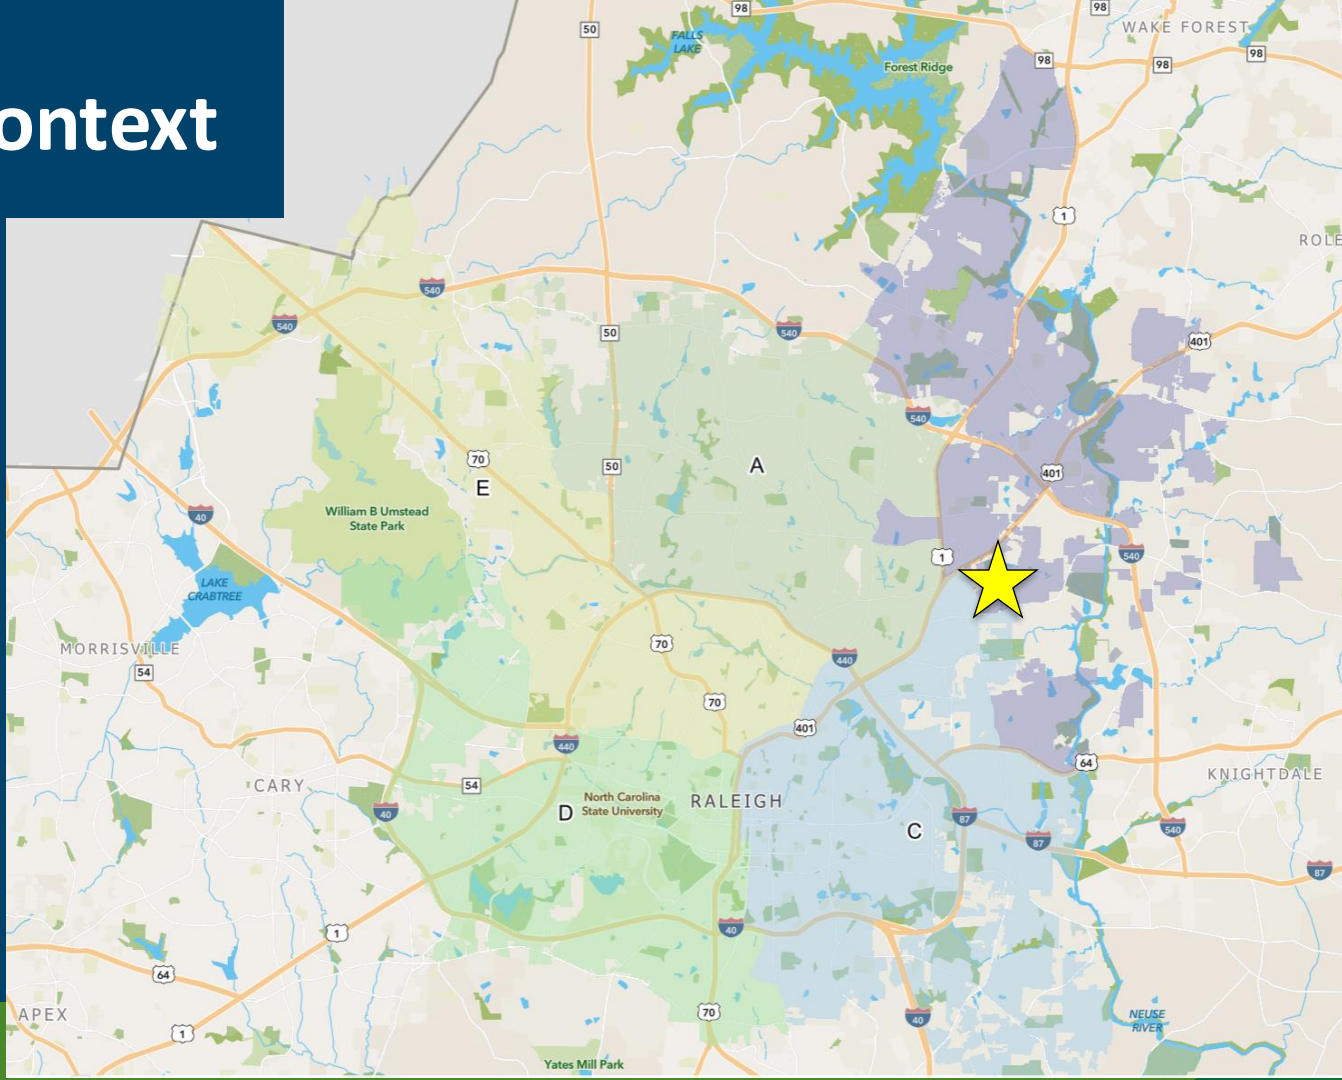 ontext
98
98
50
FALLS
LAKE
WAKE FOREST
98
98
98
Forest Ridge
1
ROLE
540
540
50
540
401
540
50
A
70
E
401
William B Umstead
State Park
40
1
540
LAKE
CRABTREE
MORRISVILLE
54
70
440
70
401
440
64
KNIGHTDALE
CARY
54
North Carolina
State University
RALEIGH
D
40
87
C
540
87
87
1
40
64
APEX
70
40
NEUSE
RIVER
1
Yates Mill Park